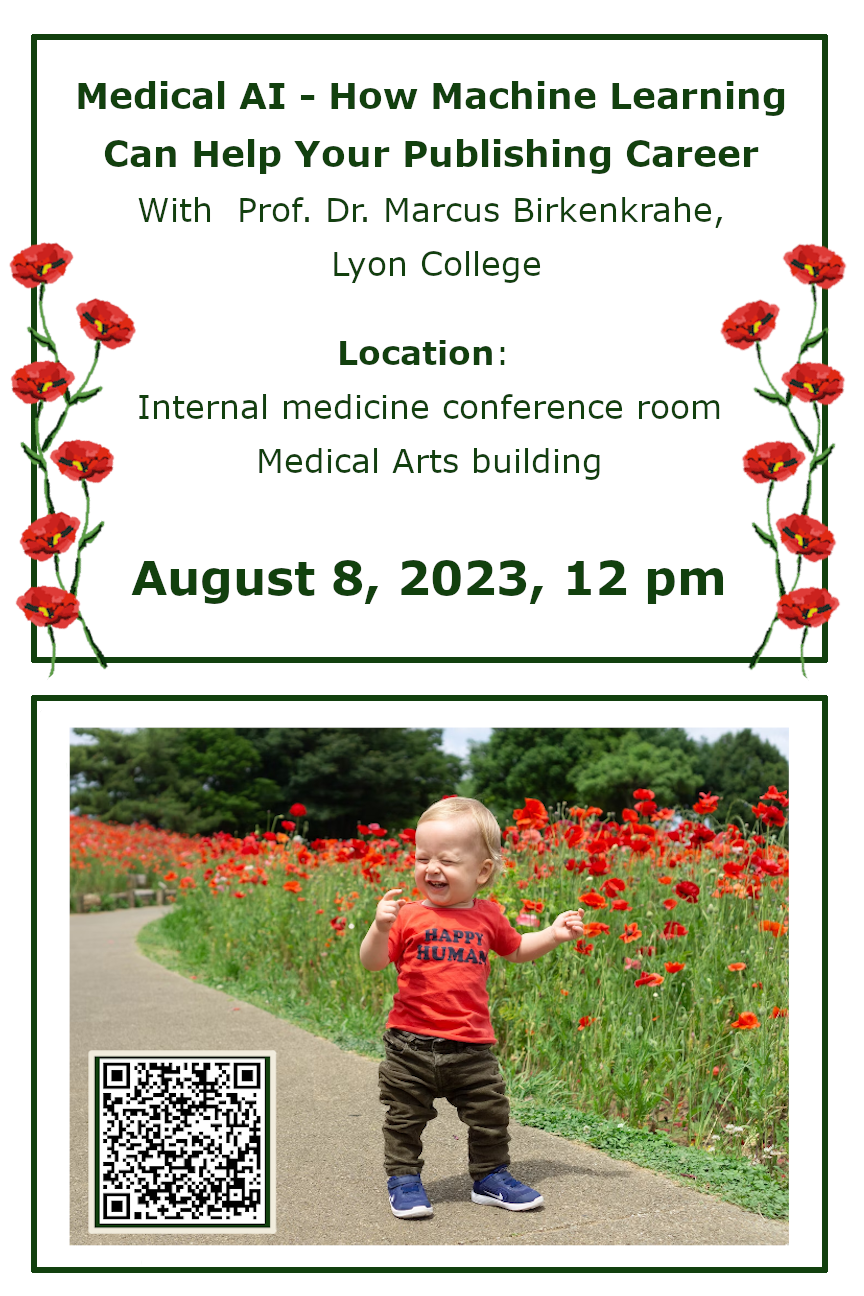 Medical AI - How Machine Learning
Can Help Your Publishing Career
With Prof. Dr. Marcus Birkenkrahe,
Lyon College
Location:
Internal medicine conference room
Medical Arts building
August 8, 2023, 12 pm
HAPPY
HUMAN